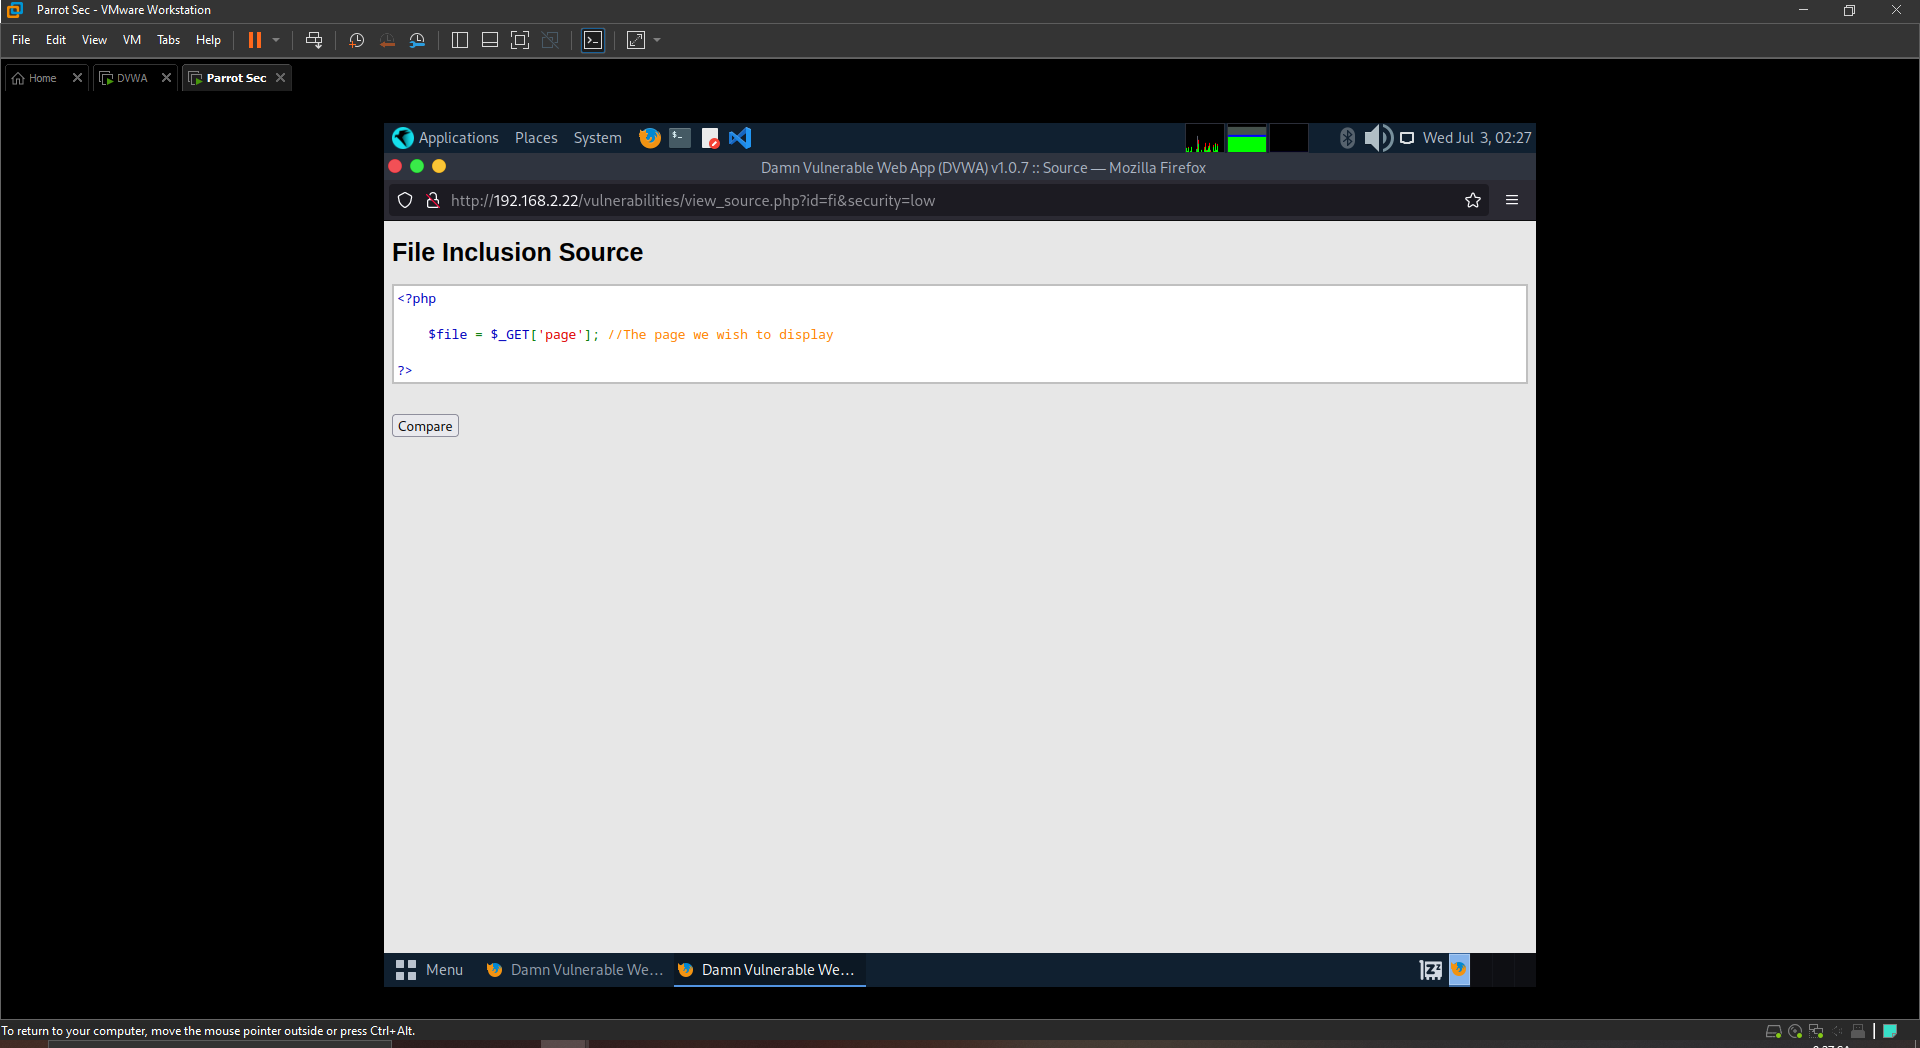 Parrot Sec - VMware Workstation
File Edit View VM Tabs Help
Home DVWA Parrot Sec
Applications Places System Wed Jul 3, 02:27
Damn Vulnerable Web App (DVWA) v1.0.7 :: Source — Mozilla Firefox
http://192.168.2.22/vulnerabilities/view_source.php?id=fi&security=low
File Inclusion Source
<?php
$file = $_GET['page']; //The page we wish to display
?>
Compare
Menu Damn Vulnerable We... Damn Vulnerable We...
To return to your computer, move the mouse pointer outside or press Ctrl+Alt.